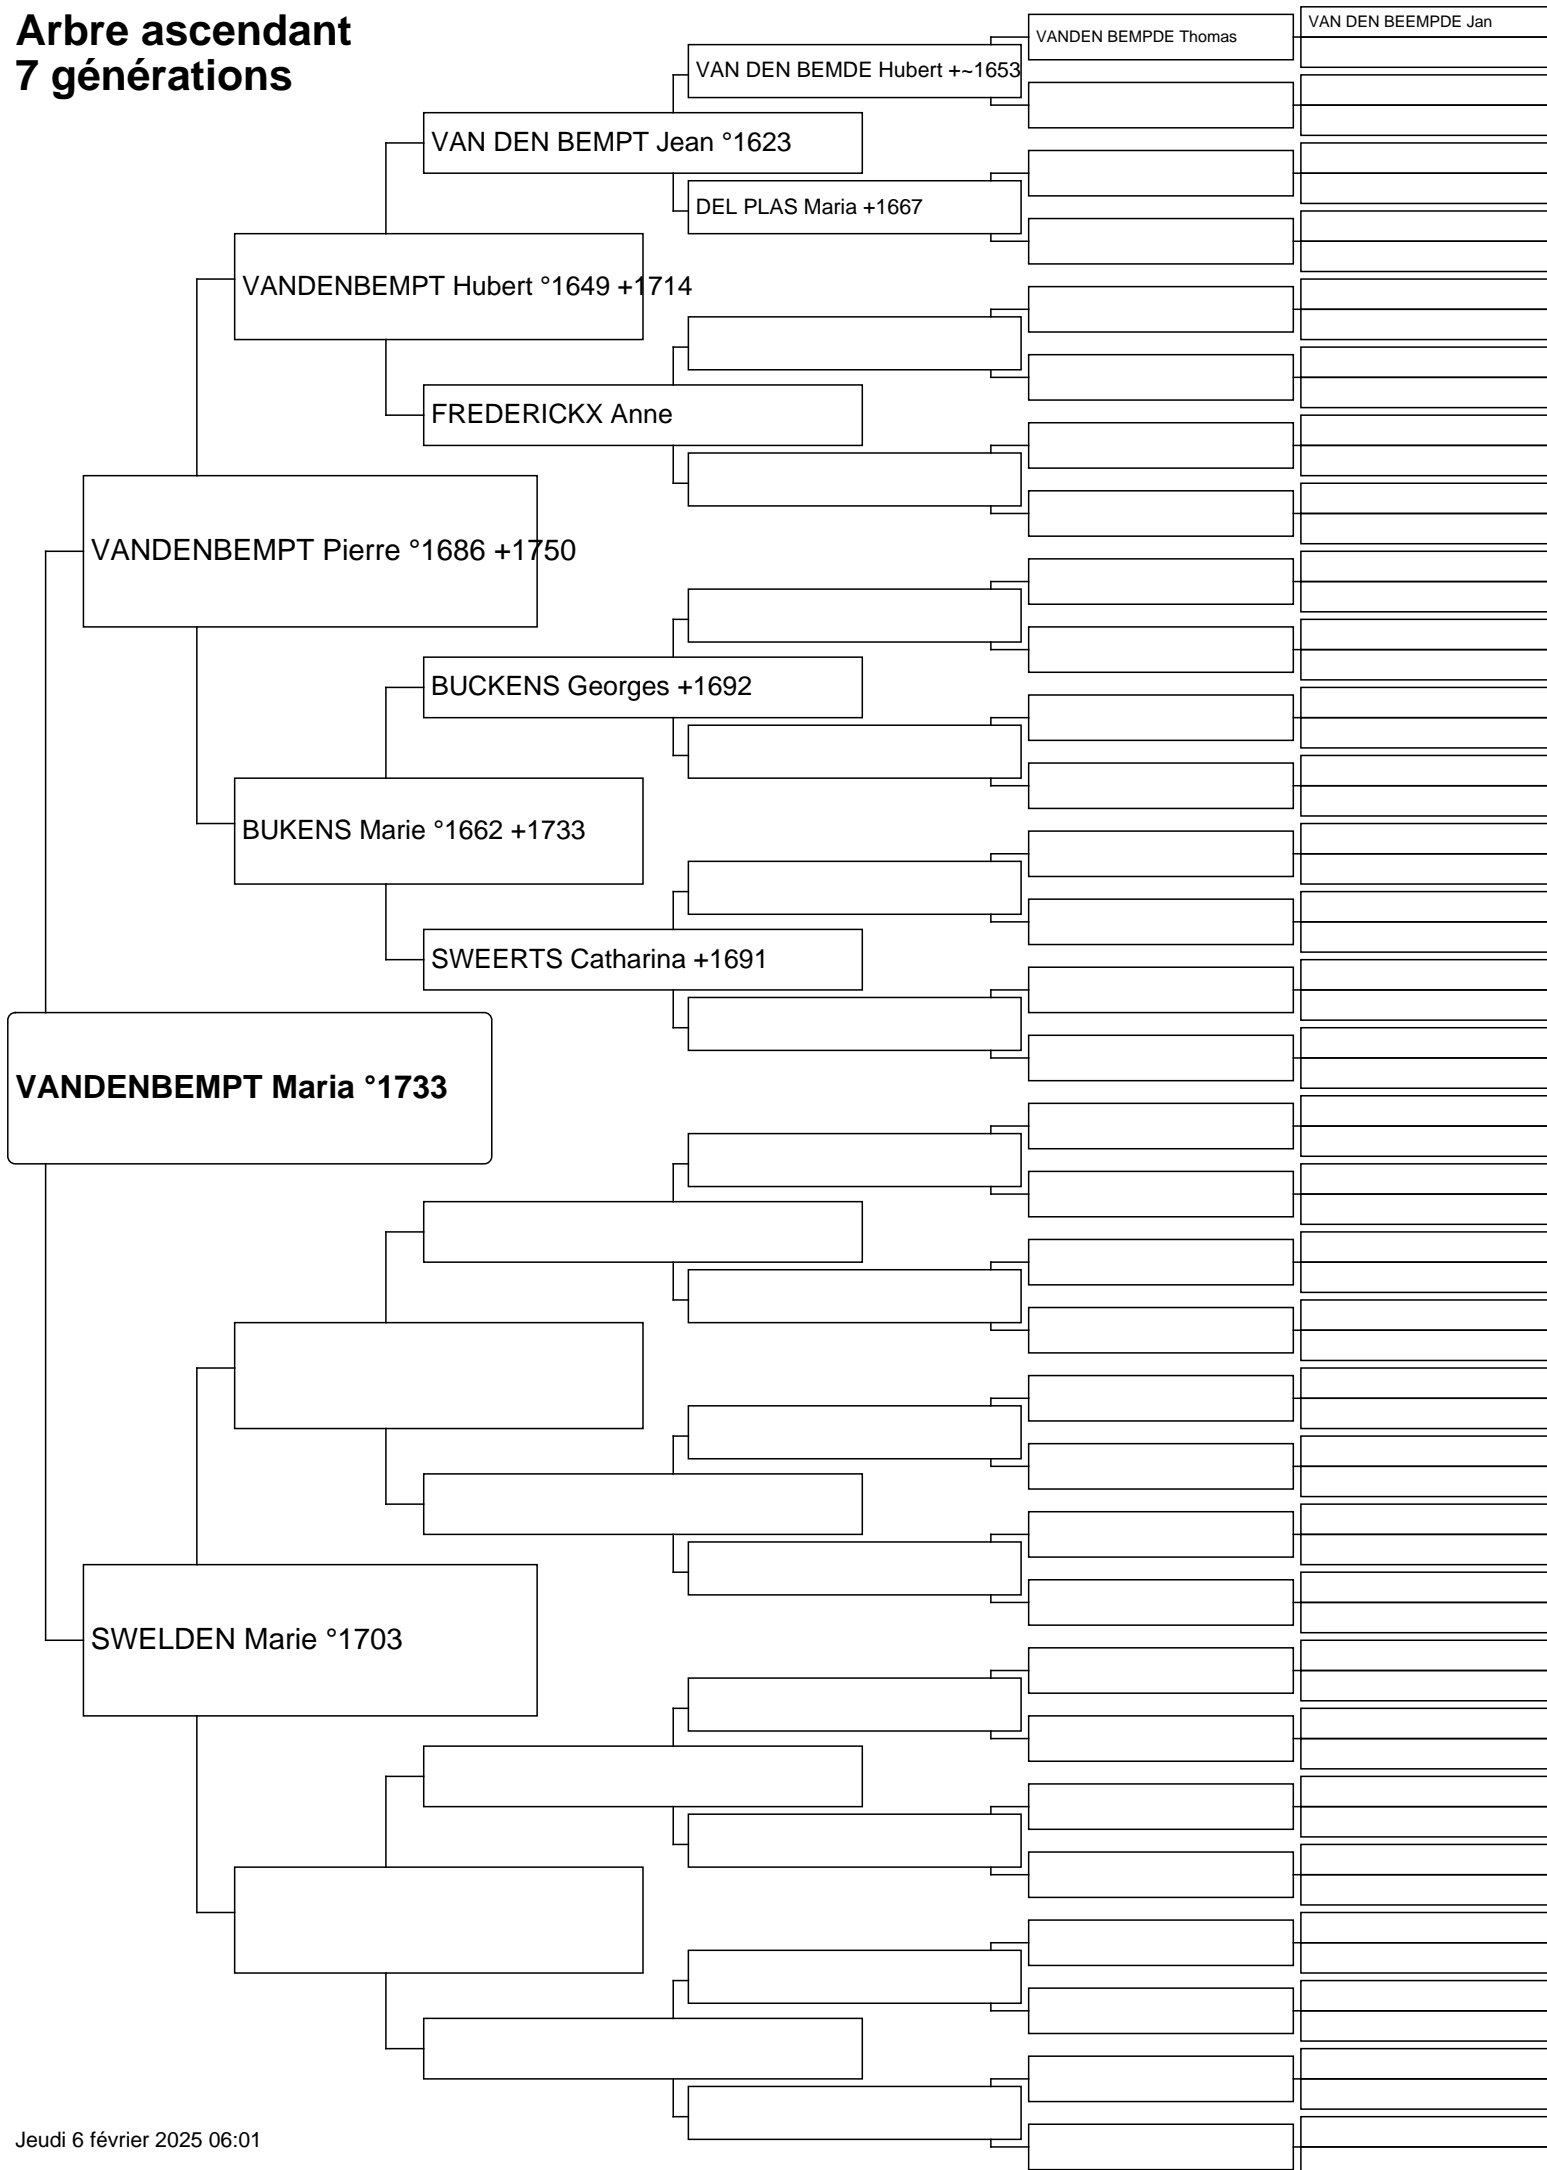 Arbre ascendant
7 générations
VAN DEN BEEMPDE Jan
VANDEN BEMPDE Thomas
VAN DEN BEMDE Hubert +~1653
VAN DEN BEMPT Jean °1623
DEL PLAS Maria +1667
VANDENBEMPT Hubert °1649 +1714
FREDERICKX Anne
VANDENBEMPT Pierre °1686 +1750
BUCKENS Georges +1692
BUKENS Marie °1662 +1733
SWEERTS Catharina +1691
VANDENBEMPT Maria °1733
SWELDEN Marie °1703
Jeudi 6 février 2025 06:01